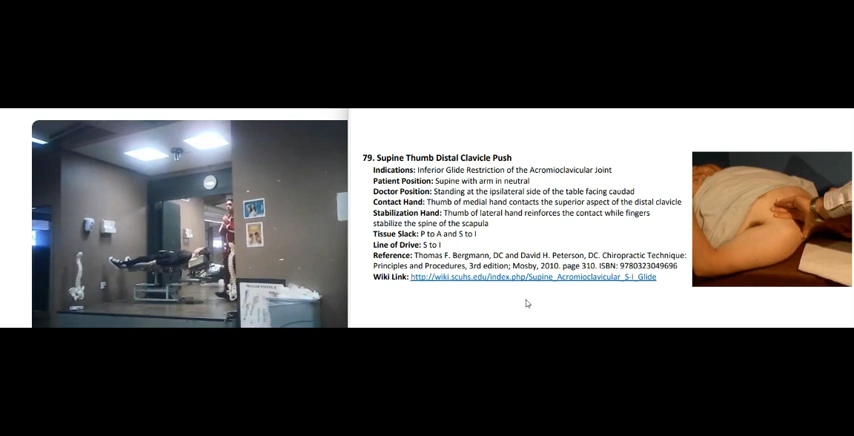 79. Supine Thumb Distal Clavicle Push
Indications: Inferior Glide Restriction of the Acromioclavicular Joint
Patient Position: Supine with arm in neutral
Doctor Position: Standing at the ipsilateral side of the table facing caudad
Contact Hand: Thumb of medial hand contacts the superior aspect of the distal clavicle
Stabilization Hand: Thumb of lateral hand reinforces the contact while fingers
stabilize the spine of the scapula
Tissue Slack: P to A and S to I
Line of Drive: S to I
Reference: Thomas F. Bergmann, DC and David H. Peterson, DC. Chiropractic Technique:
Principles and Procedures, 3rd edition; Mosby, 2010. page 310. ISBN: 9780323049696
Wiki Link: http://wiki.scuhs.edu/index.php/Supine_Acromioclavicular_S-I_Glide